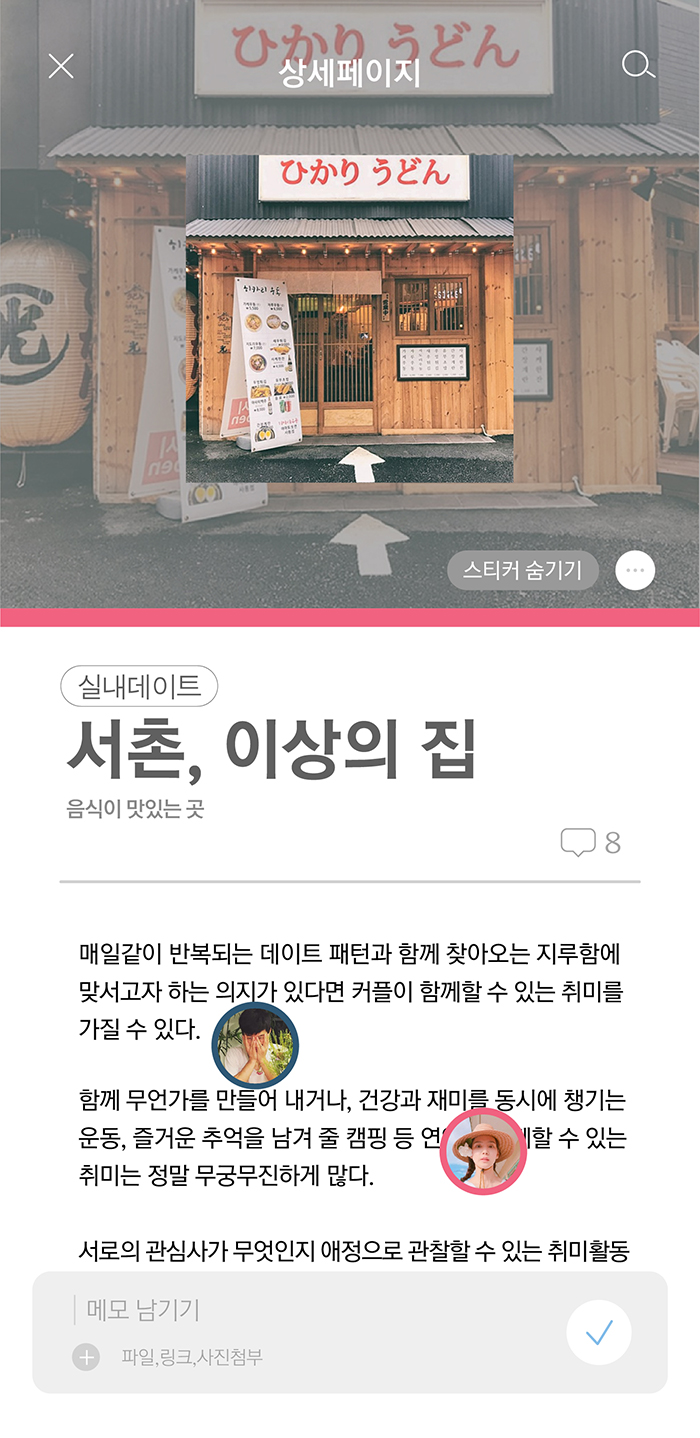 ひかり うどん
상세페이지
ひかり うどん
히카리 우동
光
스티커 숨기기
실내데이트
서촌, 이상의 집
음식이 맛있는 곳
8
매일같이 반복되는 데이트 패턴과 함께 찾아오는 지루함에
맞서고자 하는 의지가 있다면 커플이 함께할 수 있는 취미를
가질 수 있다.
함께 무언가를 만들어 내거나, 건강과 재미를 동시에 챙기는
운동, 즐거운 추억을 남겨 줄 캠핑 등 할 수 있는
취미는 정말 무궁무진하게 많다.
서로의 관심사가 무엇인지 애정으로 관찰할 수 있는 취미활동
메모 남기기
파일,링크,사진첨부